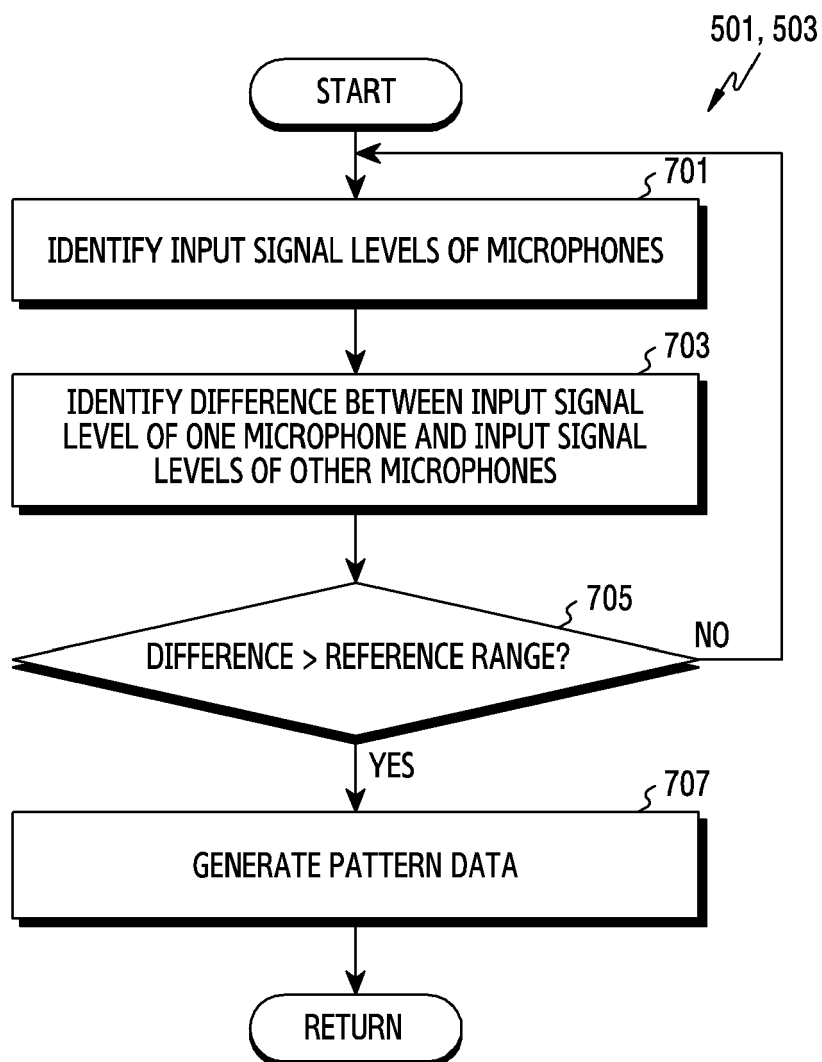 501, 503
START
701
IDENTIFY INPUT SIGNAL LEVELS OF MICROPHONES
703
IDENTIFY DIFFERENCE BETWEEN INPUT SIGNAL
LEVEL OF ONE MICROPHONE AND INPUT SIGNAL
LEVELS OF OTHER MICROPHONES
705
DIFFERENCE > REFERENCE RANGE?
NO
YES
707
GENERATE PATTERN DATA
RETURN